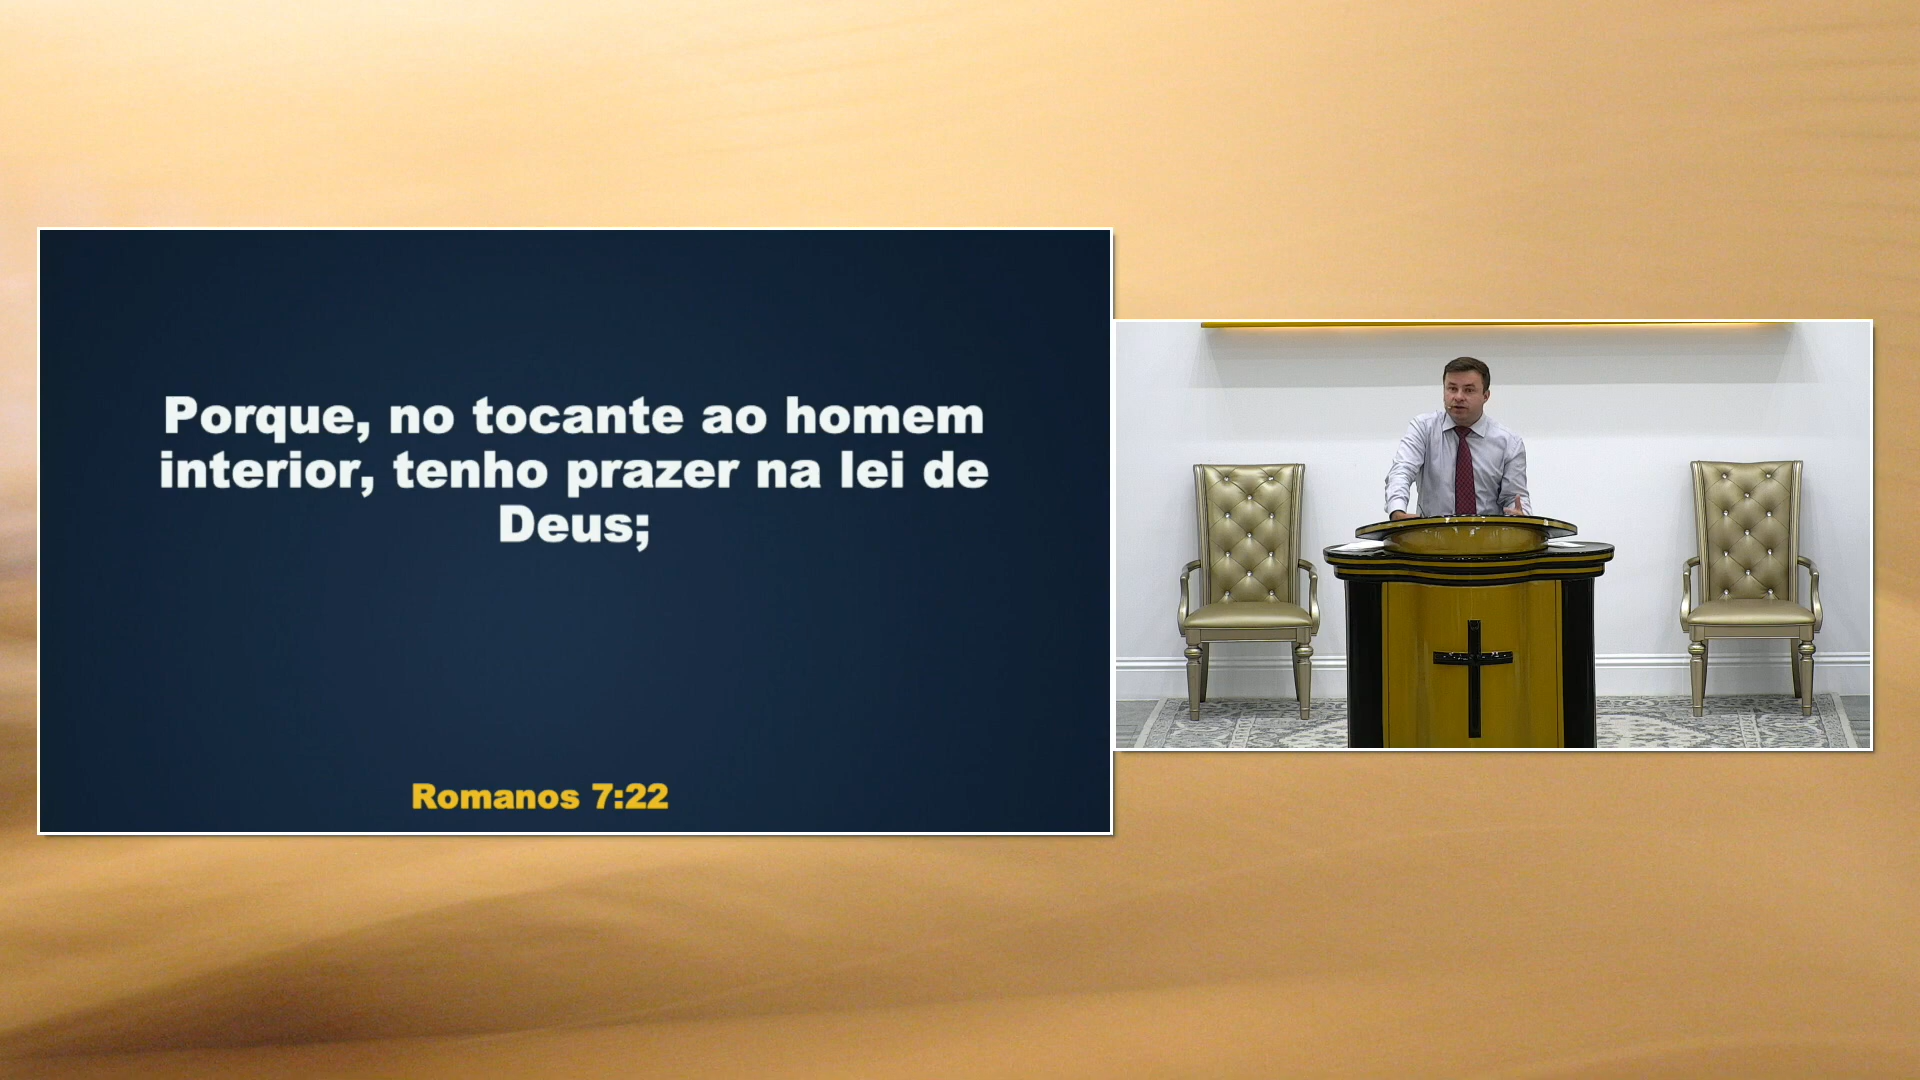 Porque, no tocante ao homem
interior, tenho prazer na lei de
Deus;
Romanos 7:22